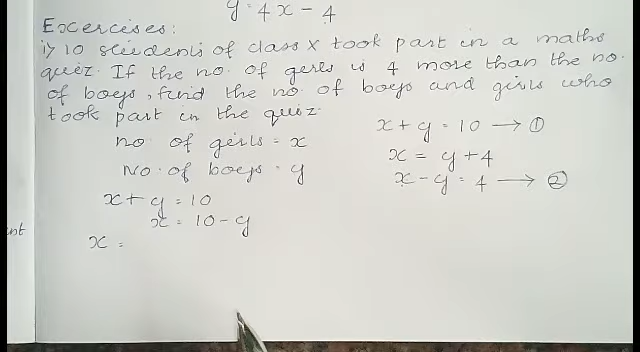 y = 4x - 4
Excercises:
1) 10 students of class X took part in a maths
quiz. If the no. of girls is 4 more than the no.
of boys, find the no. of boys and girls who
took part in the quiz.
no of girls = x
No. of boys = y
x + y = 10
x = 10 - y
x =
x + y = 10 → ①
x = y + 4
x - y = 4 → ②